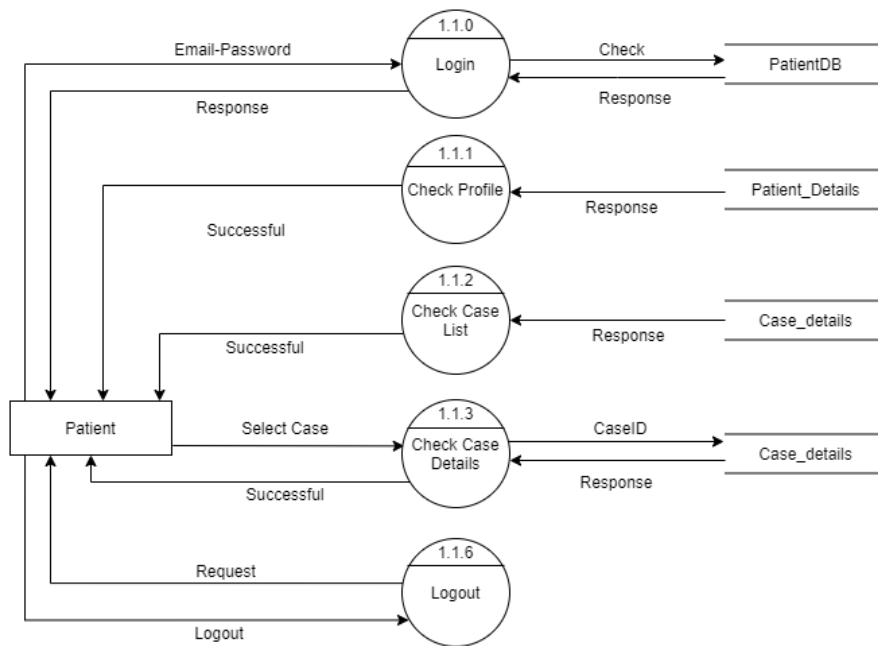 1.1.0
Email-Password
Check
Login
PatientDB
Response
Response
1.1.1
Check Profile
Patient_Details
Response
Successful
1.1.2
Check Case
List
Case_details
Response
Successful
1.1.3
Patient
Select Case
CaseID
Check Case
Details
Case_details
Response
Successful
1.1.6
Request
Logout
Logout